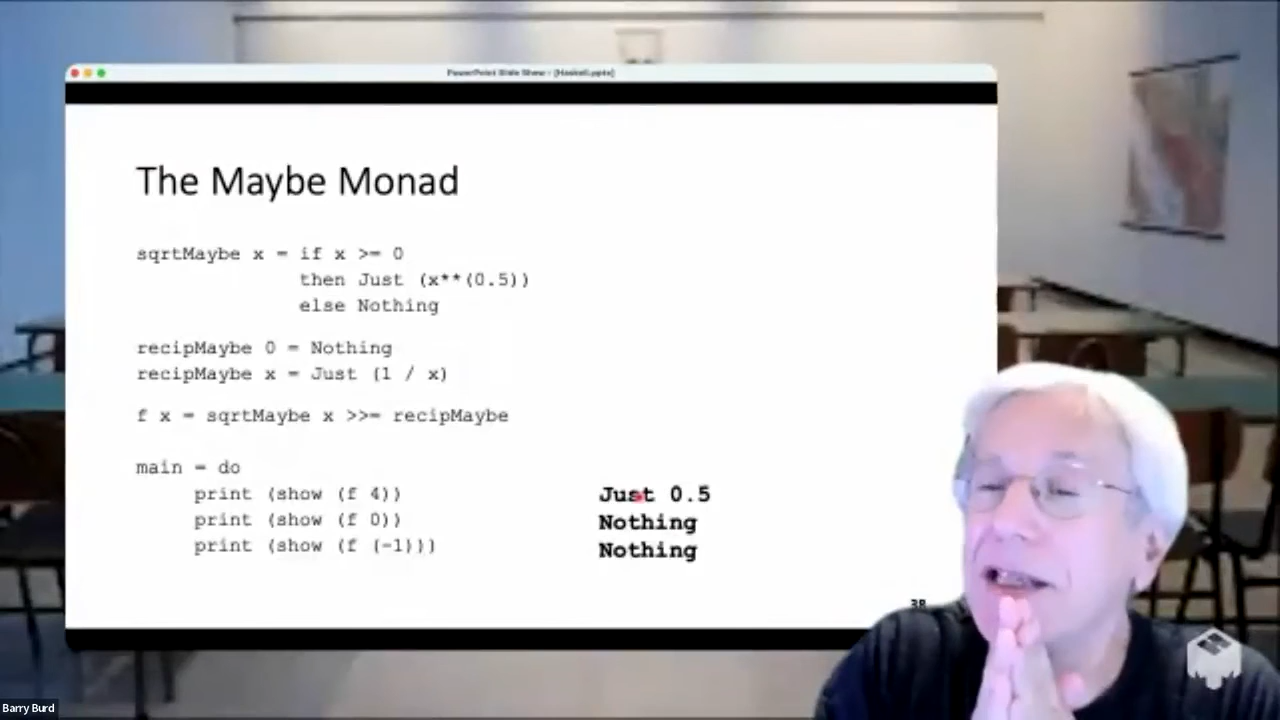 PowerPoint Slide Show - [Haskell.pptx]
The Maybe Monad
sqrtMaybe x = if x >= 0
then Just (x**(0.5))
else Nothing
recipMaybe 0 = Nothing
recipMaybe x = Just (1 / x)
f x = sqrtMaybe x >>= recipMaybe
main = do
print (show (f 4))
print (show (f 0))
print (show (f (-1)))
Just 0.5
Nothing
Nothing
38
Barry Burd